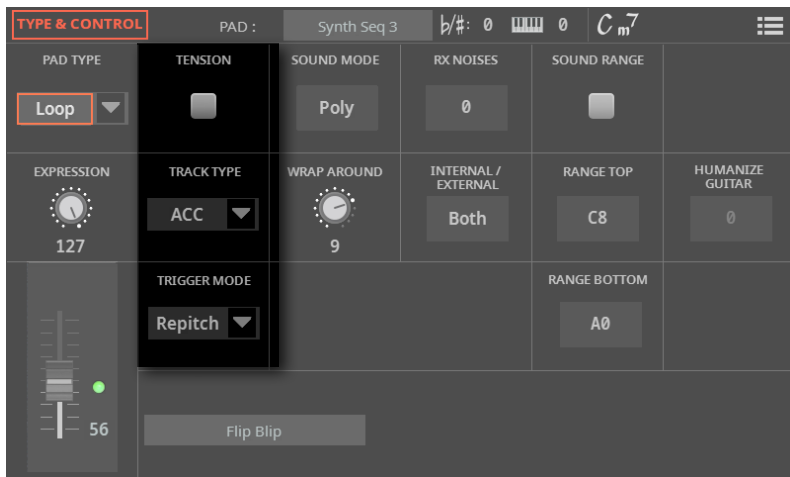 TYPE & CONTROL PAD : Synth Seq 3 ♭/♯: 0 0 Cm7
PAD TYPE TENSION SOUND MODE RX NOISES SOUND RANGE
Loop Poly 0
EXPRESSION TRACK TYPE WRAP AROUND INTERNAL / EXTERNAL RANGE TOP HUMANIZE GUITAR
127 ACC 9 Both C8 0
TRIGGER MODE RANGE BOTTOM
Repitch A0
56 Flip Blip